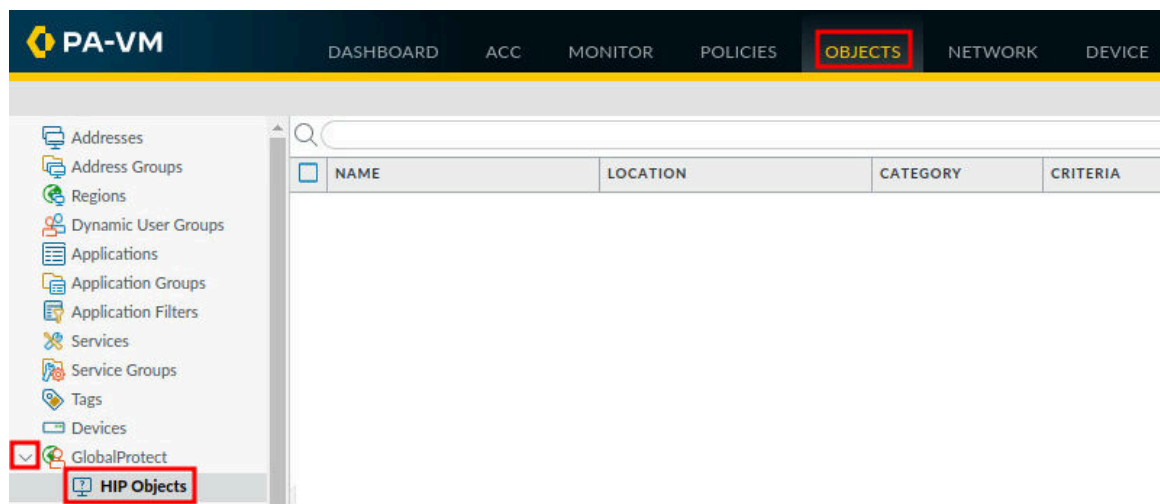 PA-VM
DASHBOARD ACC MONITOR POLICIES OBJECTS NETWORK DEVICE
NAME LOCATION CATEGORY CRITERIA
Addresses
Address Groups
Regions
Dynamic User Groups
Applications
Application Groups
Application Filters
Services
Service Groups
Tags
Devices
GlobalProtect
HIP Objects